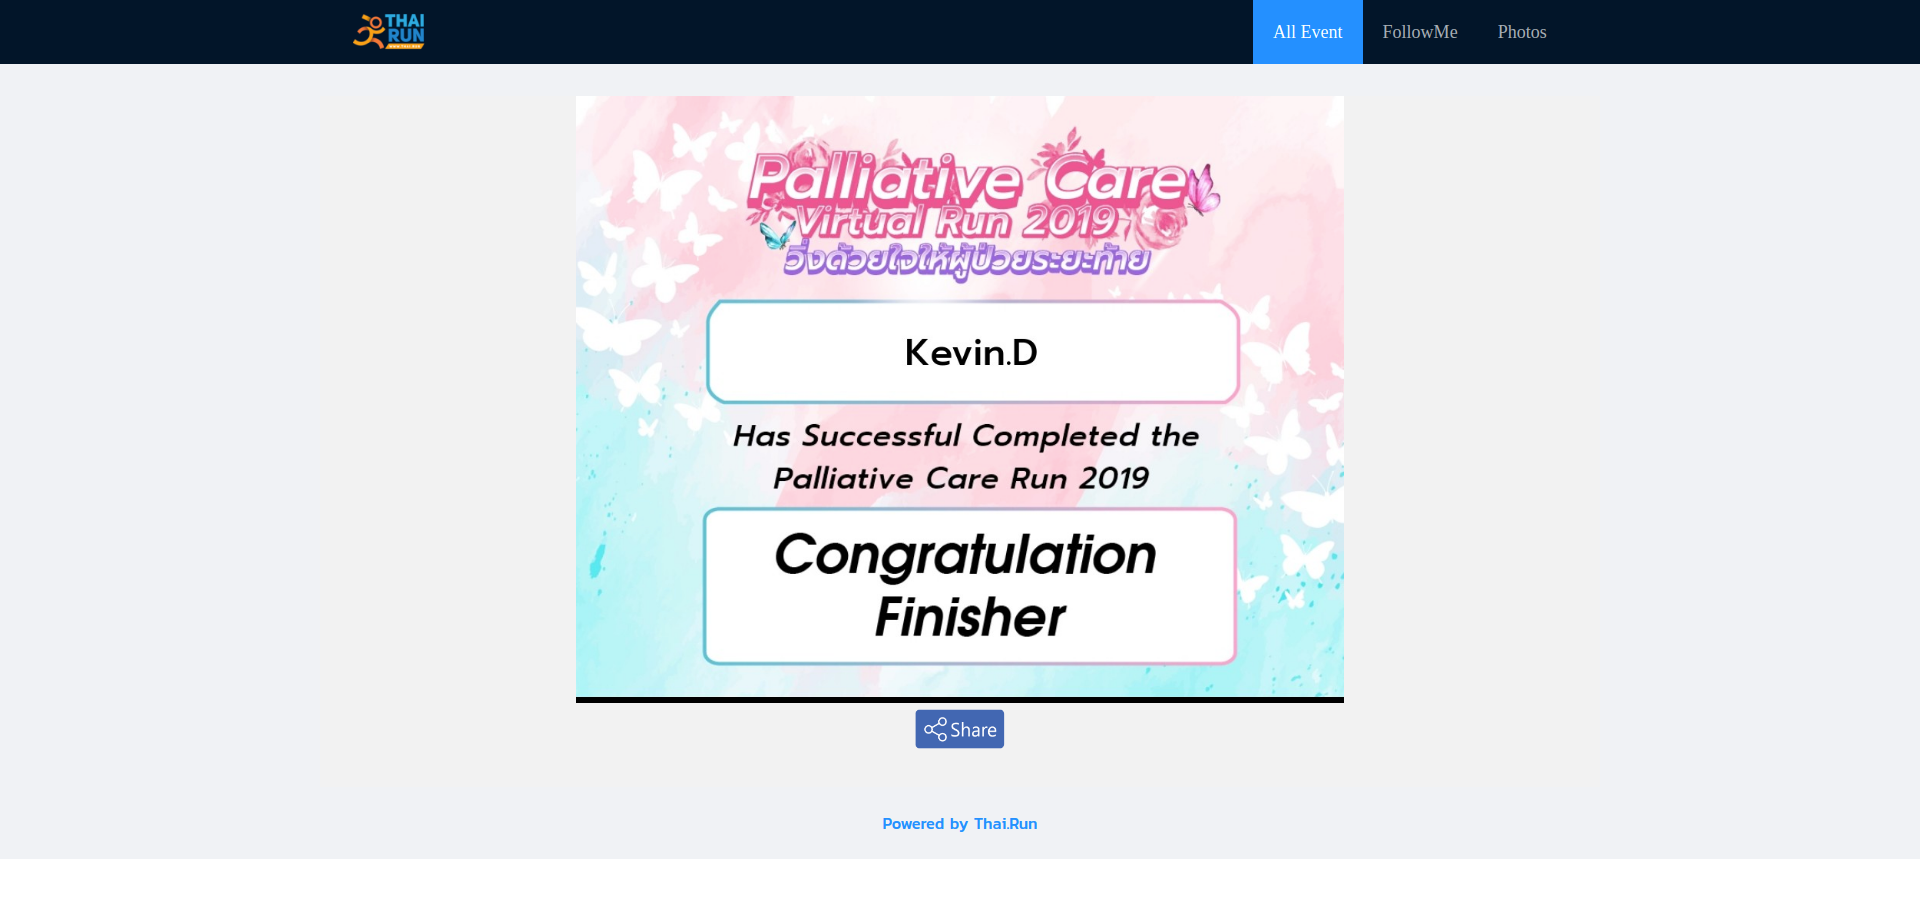 THAI
RUN
All Event
FollowMe
Photos
Palliative Care
Virtual Run 2019
วิ่งด้วยใจให้ผู้ป่วยระยะท้าย
Kevin.D
Has Successful Completed the
Palliative Care Run 2019
Congratulation
Finisher
Share
Powered by Thai.Run